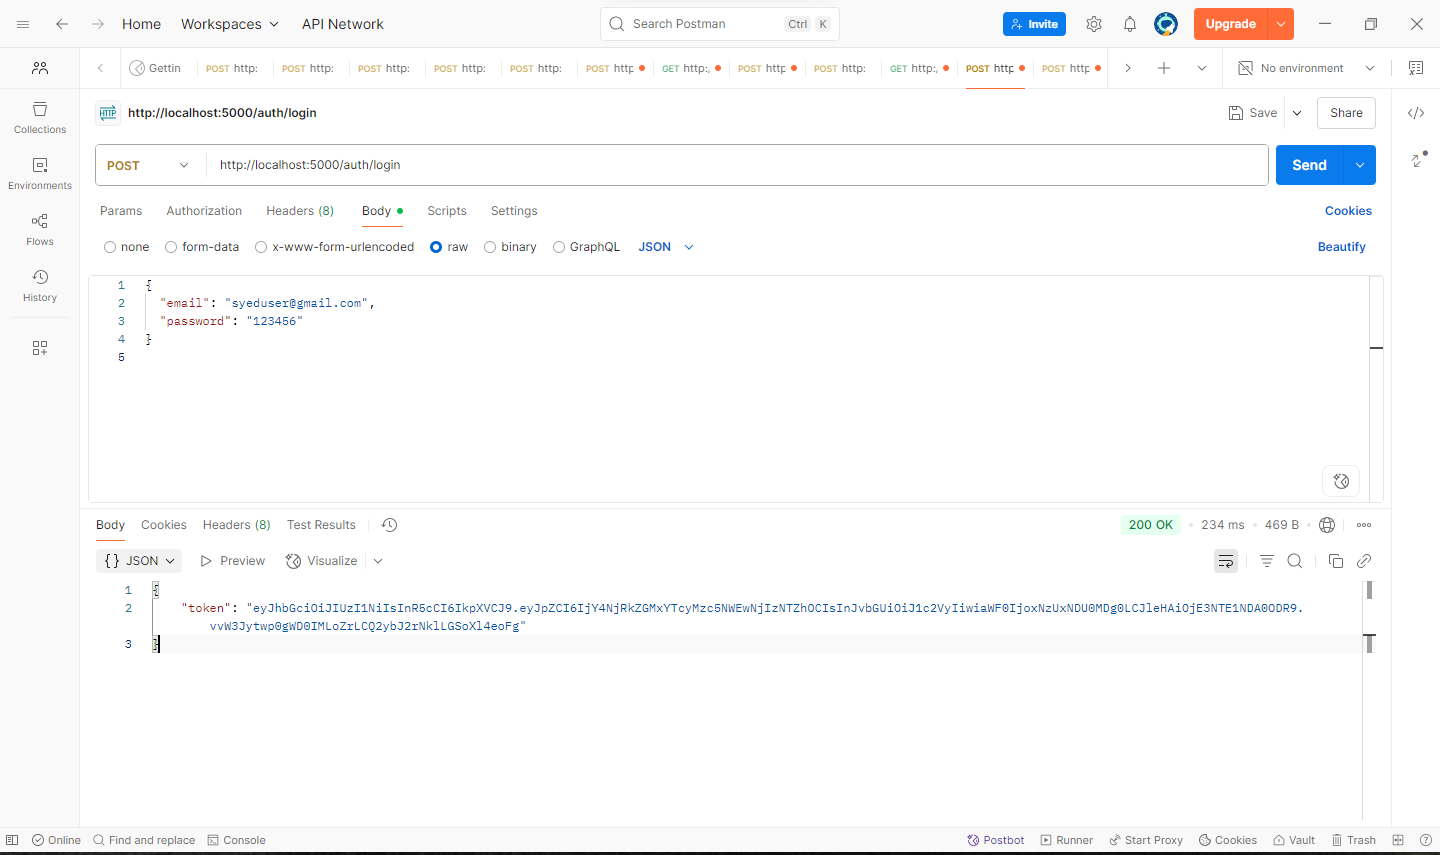 Home Workspaces API Network Search Postman Ctrl K Invite Upgrade
Gettin POST http: POST http: POST http: POST http: POST http: POST http GET http:, POST http POST http: GET http:, POST http POST http No environment
HTTP http://localhost:5000/auth/login Save Share
POST http://localhost:5000/auth/login Send
Params Authorization Headers (8) Body Scripts Settings Cookies
none form-data x-www-form-urlencoded raw binary GraphQL JSON Beautify
Collections
Environments
Flows
History
1 {
2 "email": "syeduser@gmail.com",
3 "password": "123456"
4 }
5
Body Cookies Headers (8) Test Results 200 OK 234 ms 469 B
{} JSON Preview Visualize
1 {
2 "token": "eyJhbGciOiJIUzI1NiIsInR5cCI6IkpXVCJ9.eyJpZCI6IjY4NjRkZGMxYTcyMzc5NWEwNjIzNTZhOCIsInJvbGUiOiJ1c2VyIiwiaWF0IjoxNzUxNDU0MDg0LCJleHAiOjE3NTE1NDA0ODR9.
vvW3Jytwp0gWD0IMLoZrLCQ2ybJ2rNklLGSoXl4eoFg"
3 }
Online Find and replace Console Postbot Runner Start Proxy Cookies Vault Trash